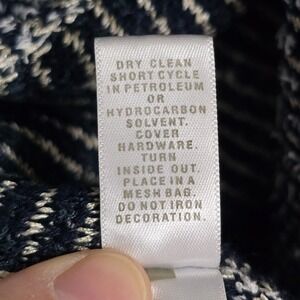 DRY CLEAN
SHORT CYCLE
IN PETROLEUM
OR
HYDROCARBON
SOLVENT.
COVER
HARDWARE.
TURN
INSIDE OUT.
PLACE IN A
MESH BAG.
DO NOT IRON
DECORATION.